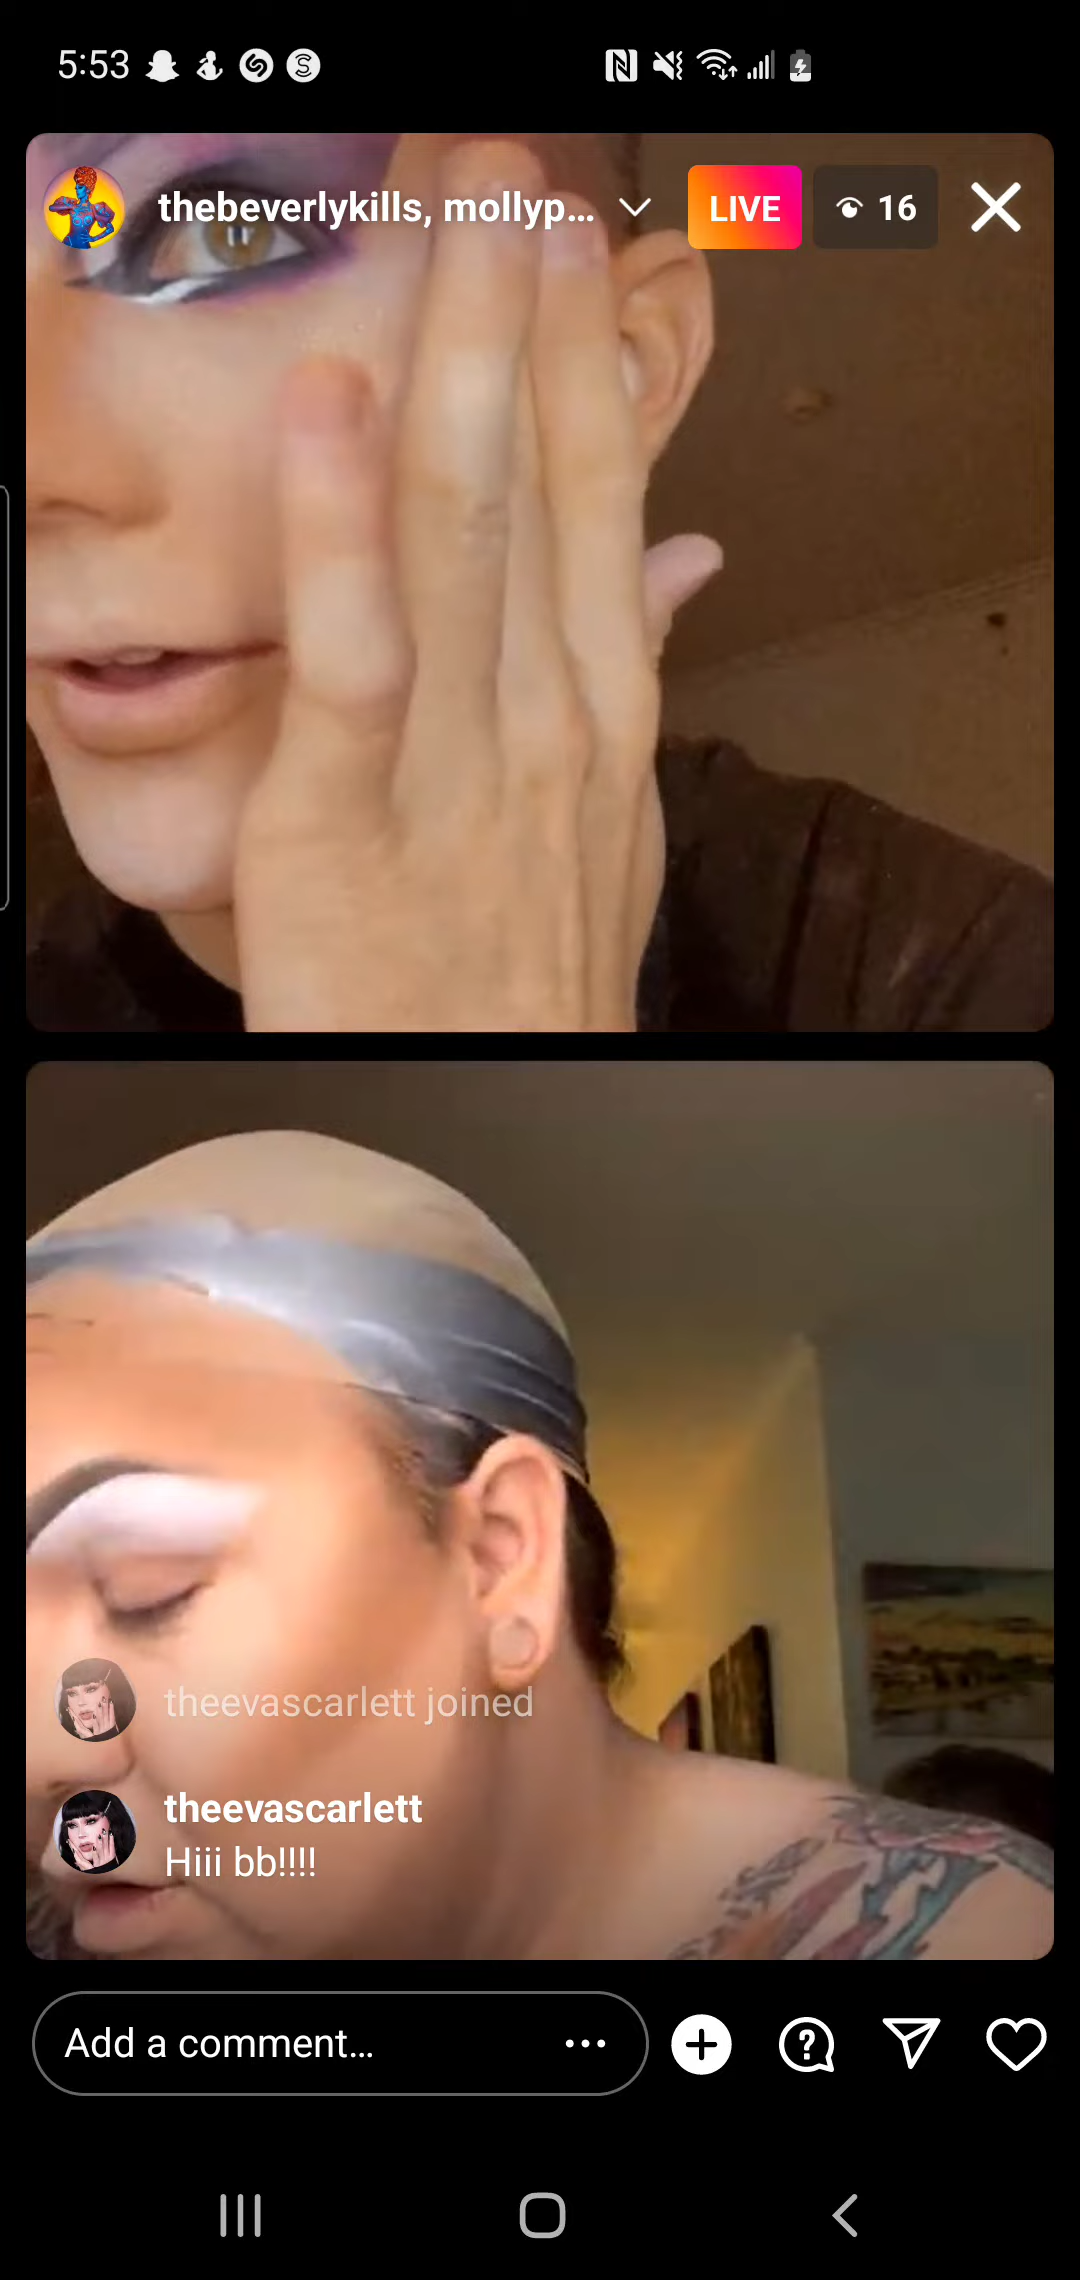 5:53
thebeverlykills, mollyp...
LIVE
16
theevascarlett joined
theevascarlett
Hiii bb!!!!
Add a comment...